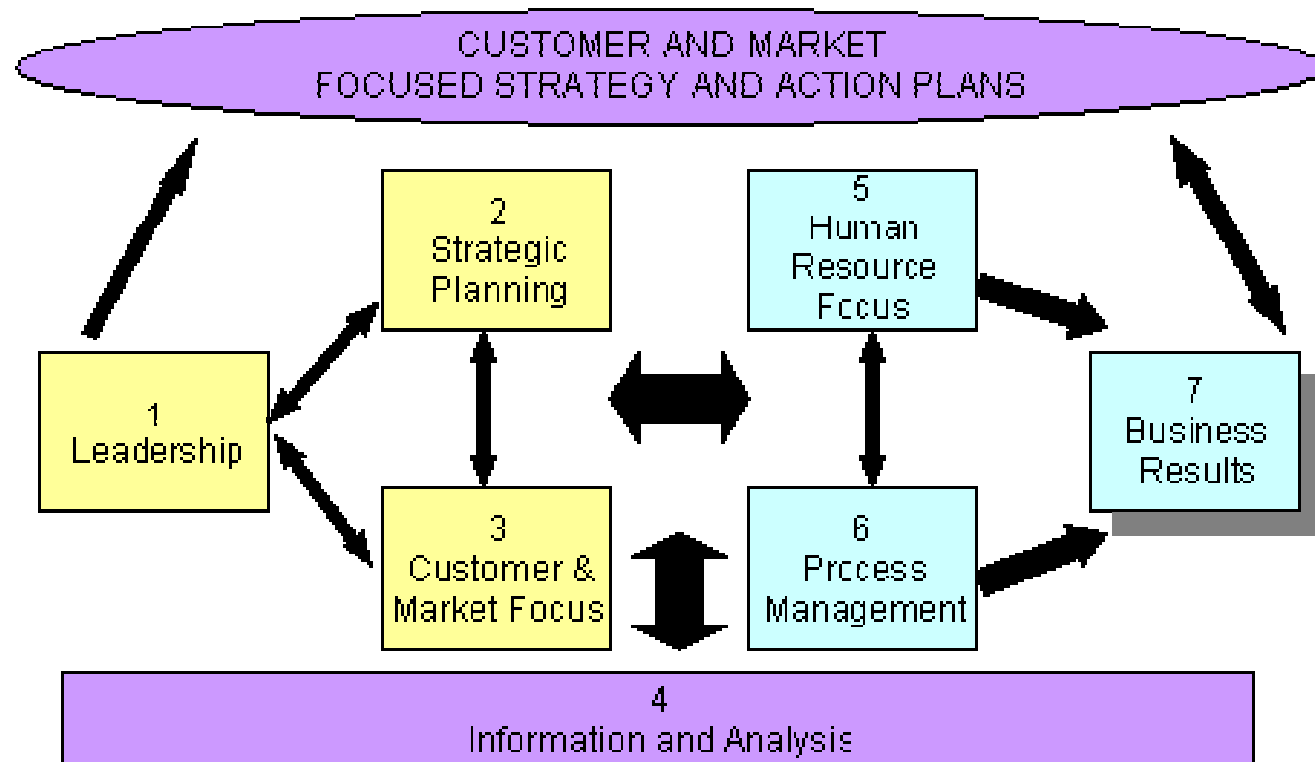 CUSTOMER AND MARKET
FOCUSED STRATEGY AND ACTION PLANS
1
Leadership
2
Strategic
Planning
3
Customer &
Market Focus
4
Information and Analysis
5
Human
Resource
Focus
6
Process
Management
7
Business
Results